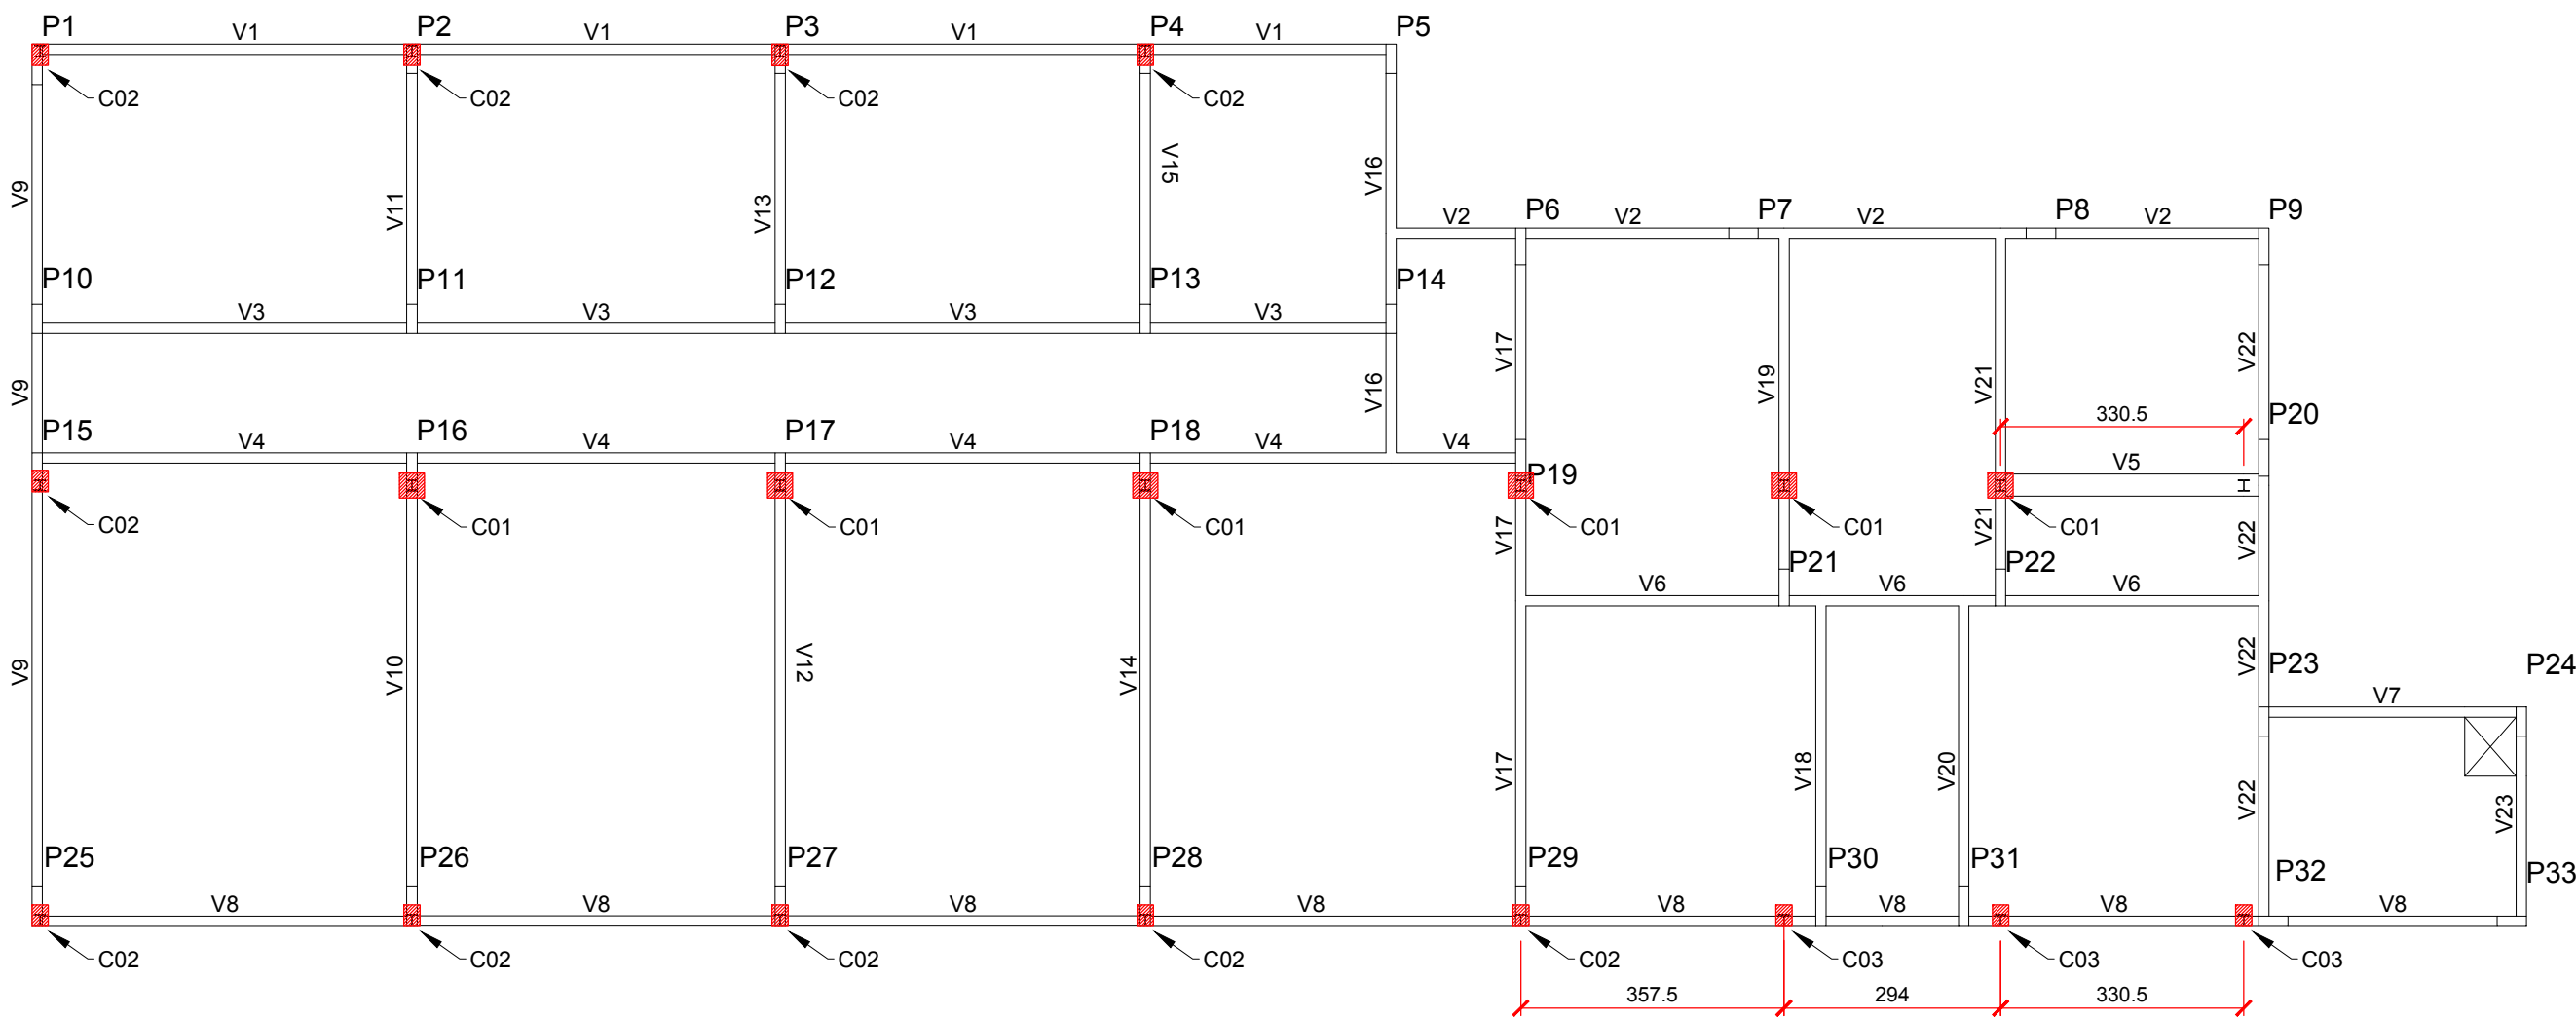 P1 V1 P2 V1 P3 V1 P4 V1 P5
C02 C02 C02 C02
V9 V11 V13 V15 V16
V2 P6 V2 P7 V2 P8 V2 P9
P10 P11 P12 P13 P14
V3 V3 V3 V3
V9 V16 V17 V19 V21 V22
P15 V4 P16 V4 P17 V4 P18 V4 V4
330.5 P20
P19 V5
C02 C01 C01 C01 C01 C01 C01
V17 V21 V22
P21 P22
V6 V6 V6
V9 V10 V12 V14 V22 P23 P24
V7
V17 V18 V20 V22 V23
P25 P26 P27 P28 P29 P30 P31 P32 P33
V8 V8 V8 V8 V8 V8 V8 V8
C02 C02 C02 C02 C02 C03 C03 C03
357.5 294 330.5